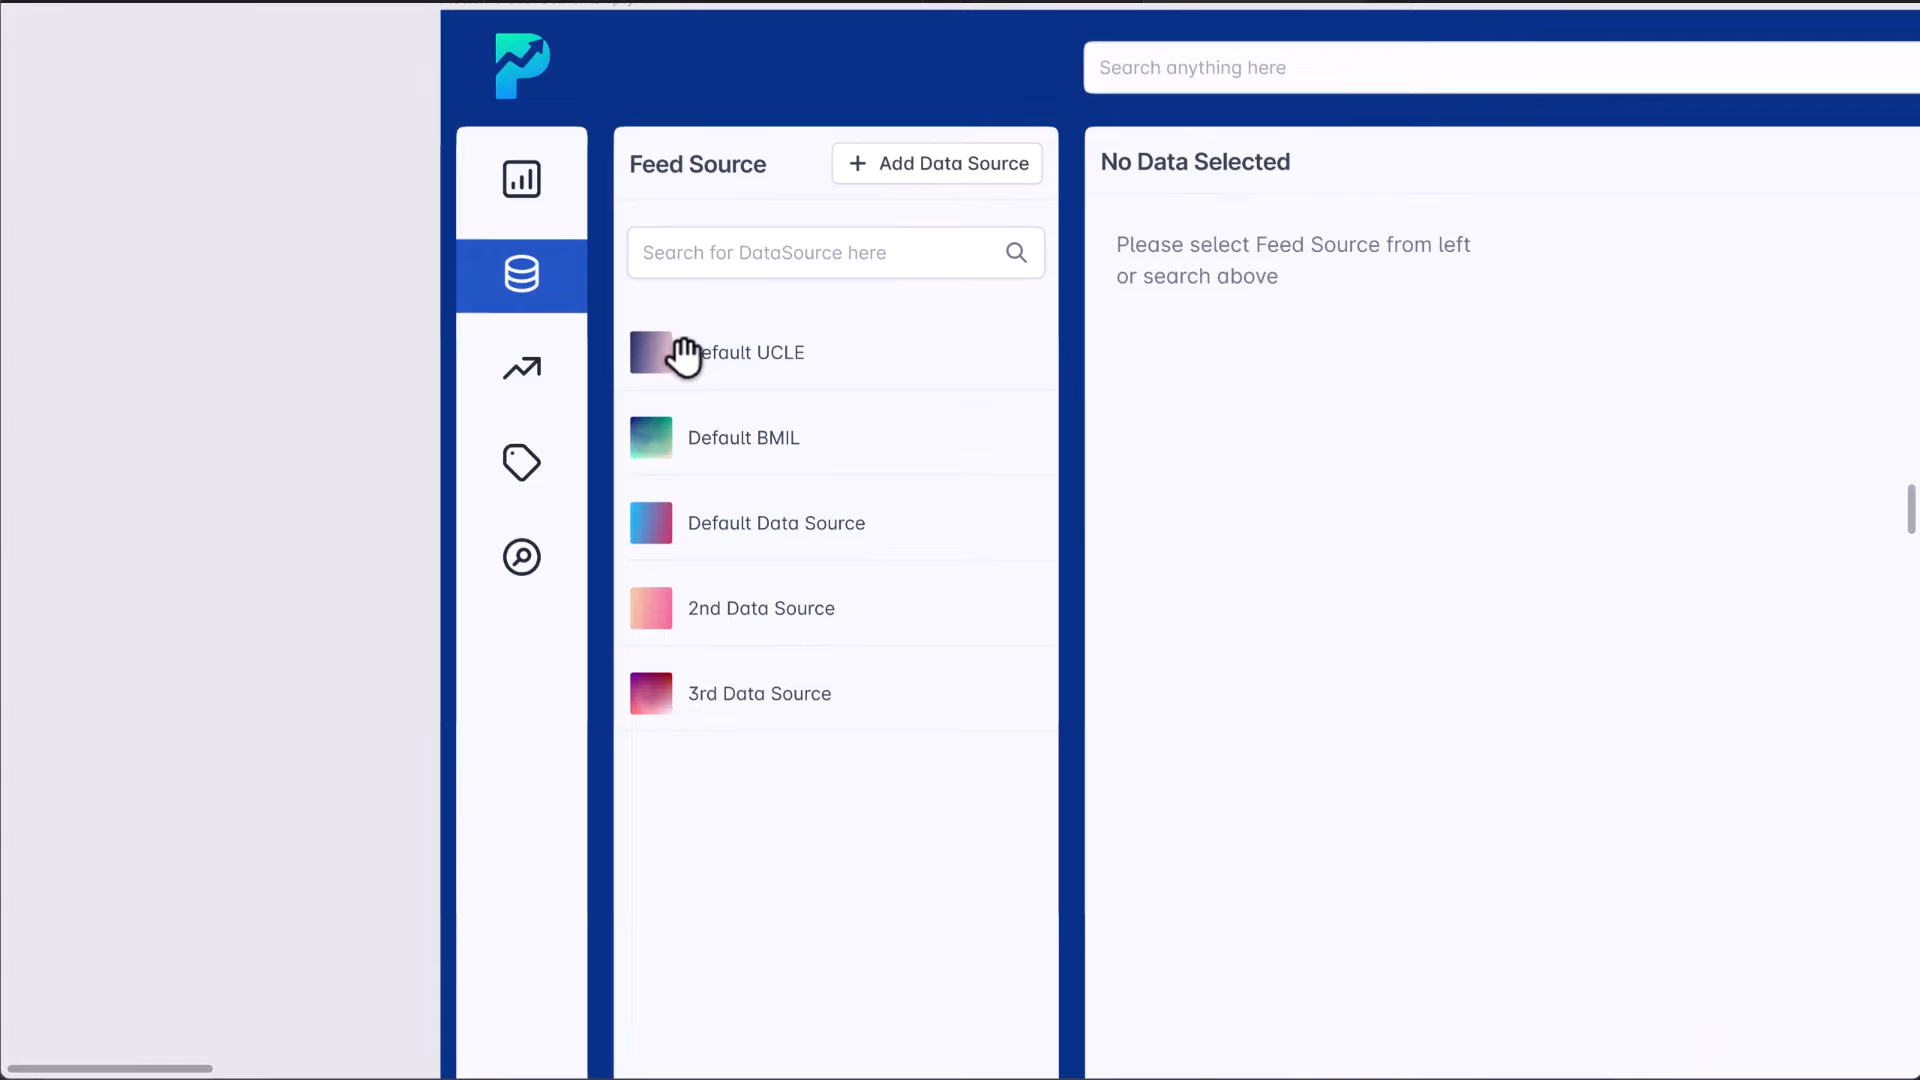 Search anything here
Feed Source
Add Data Source
No Data Selected
Search for DataSource here
Please select Feed Source from left
or search above
efault UCLE
Default BMIL
Default Data Source
2nd Data Source
3rd Data Source